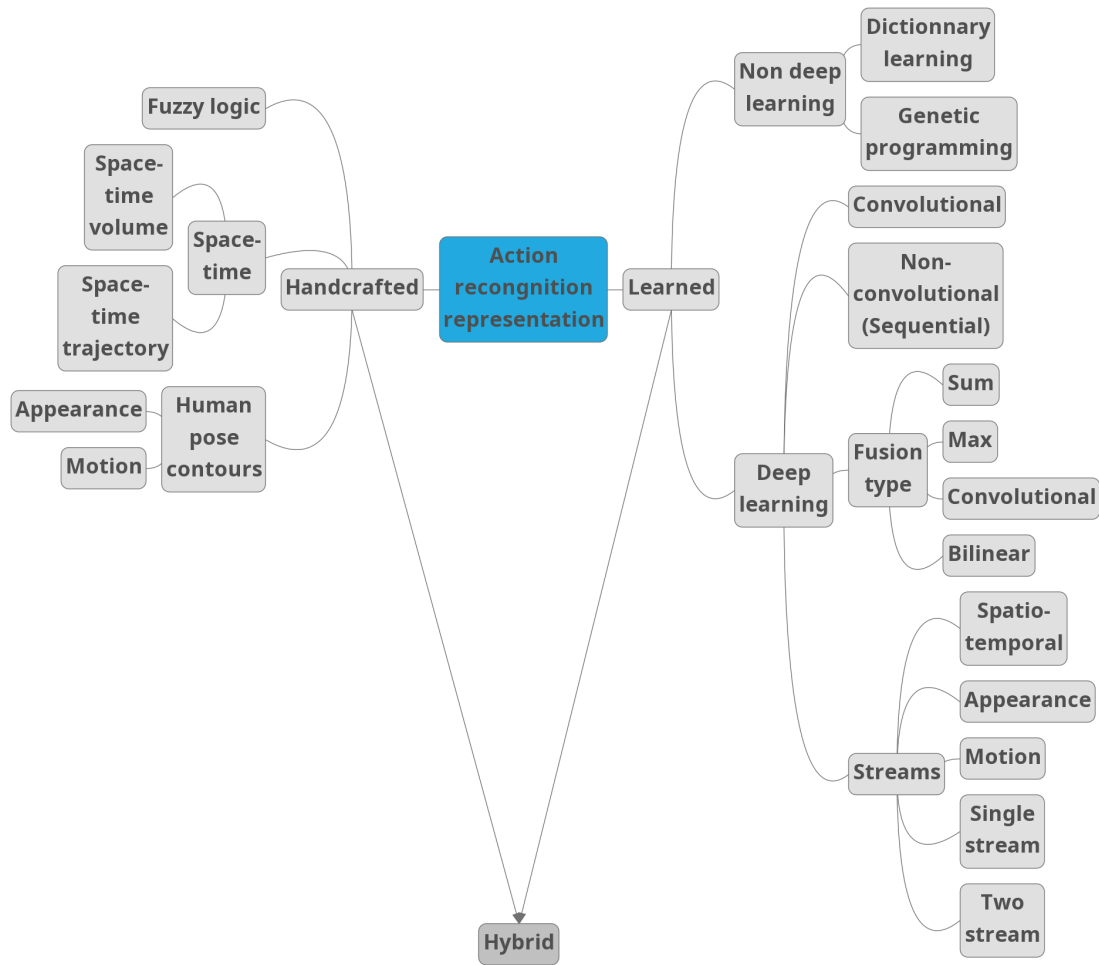 Action
recongnition
representation
Handcrafted
Fuzzy logic
Space-
time
Space-
time
volume
Space-
time
trajectory
Human
pose
contours
Appearance
Motion
Learned
Non deep
learning
Dictionnary
learning
Genetic
programming
Deep
learning
Convolutional
Non-
convolutional
(Sequential)
Fusion
type
Sum
Max
Convolutional
Bilinear
Streams
Spatio-
temporal
Appearance
Motion
Single
stream
Two
stream
Hybrid